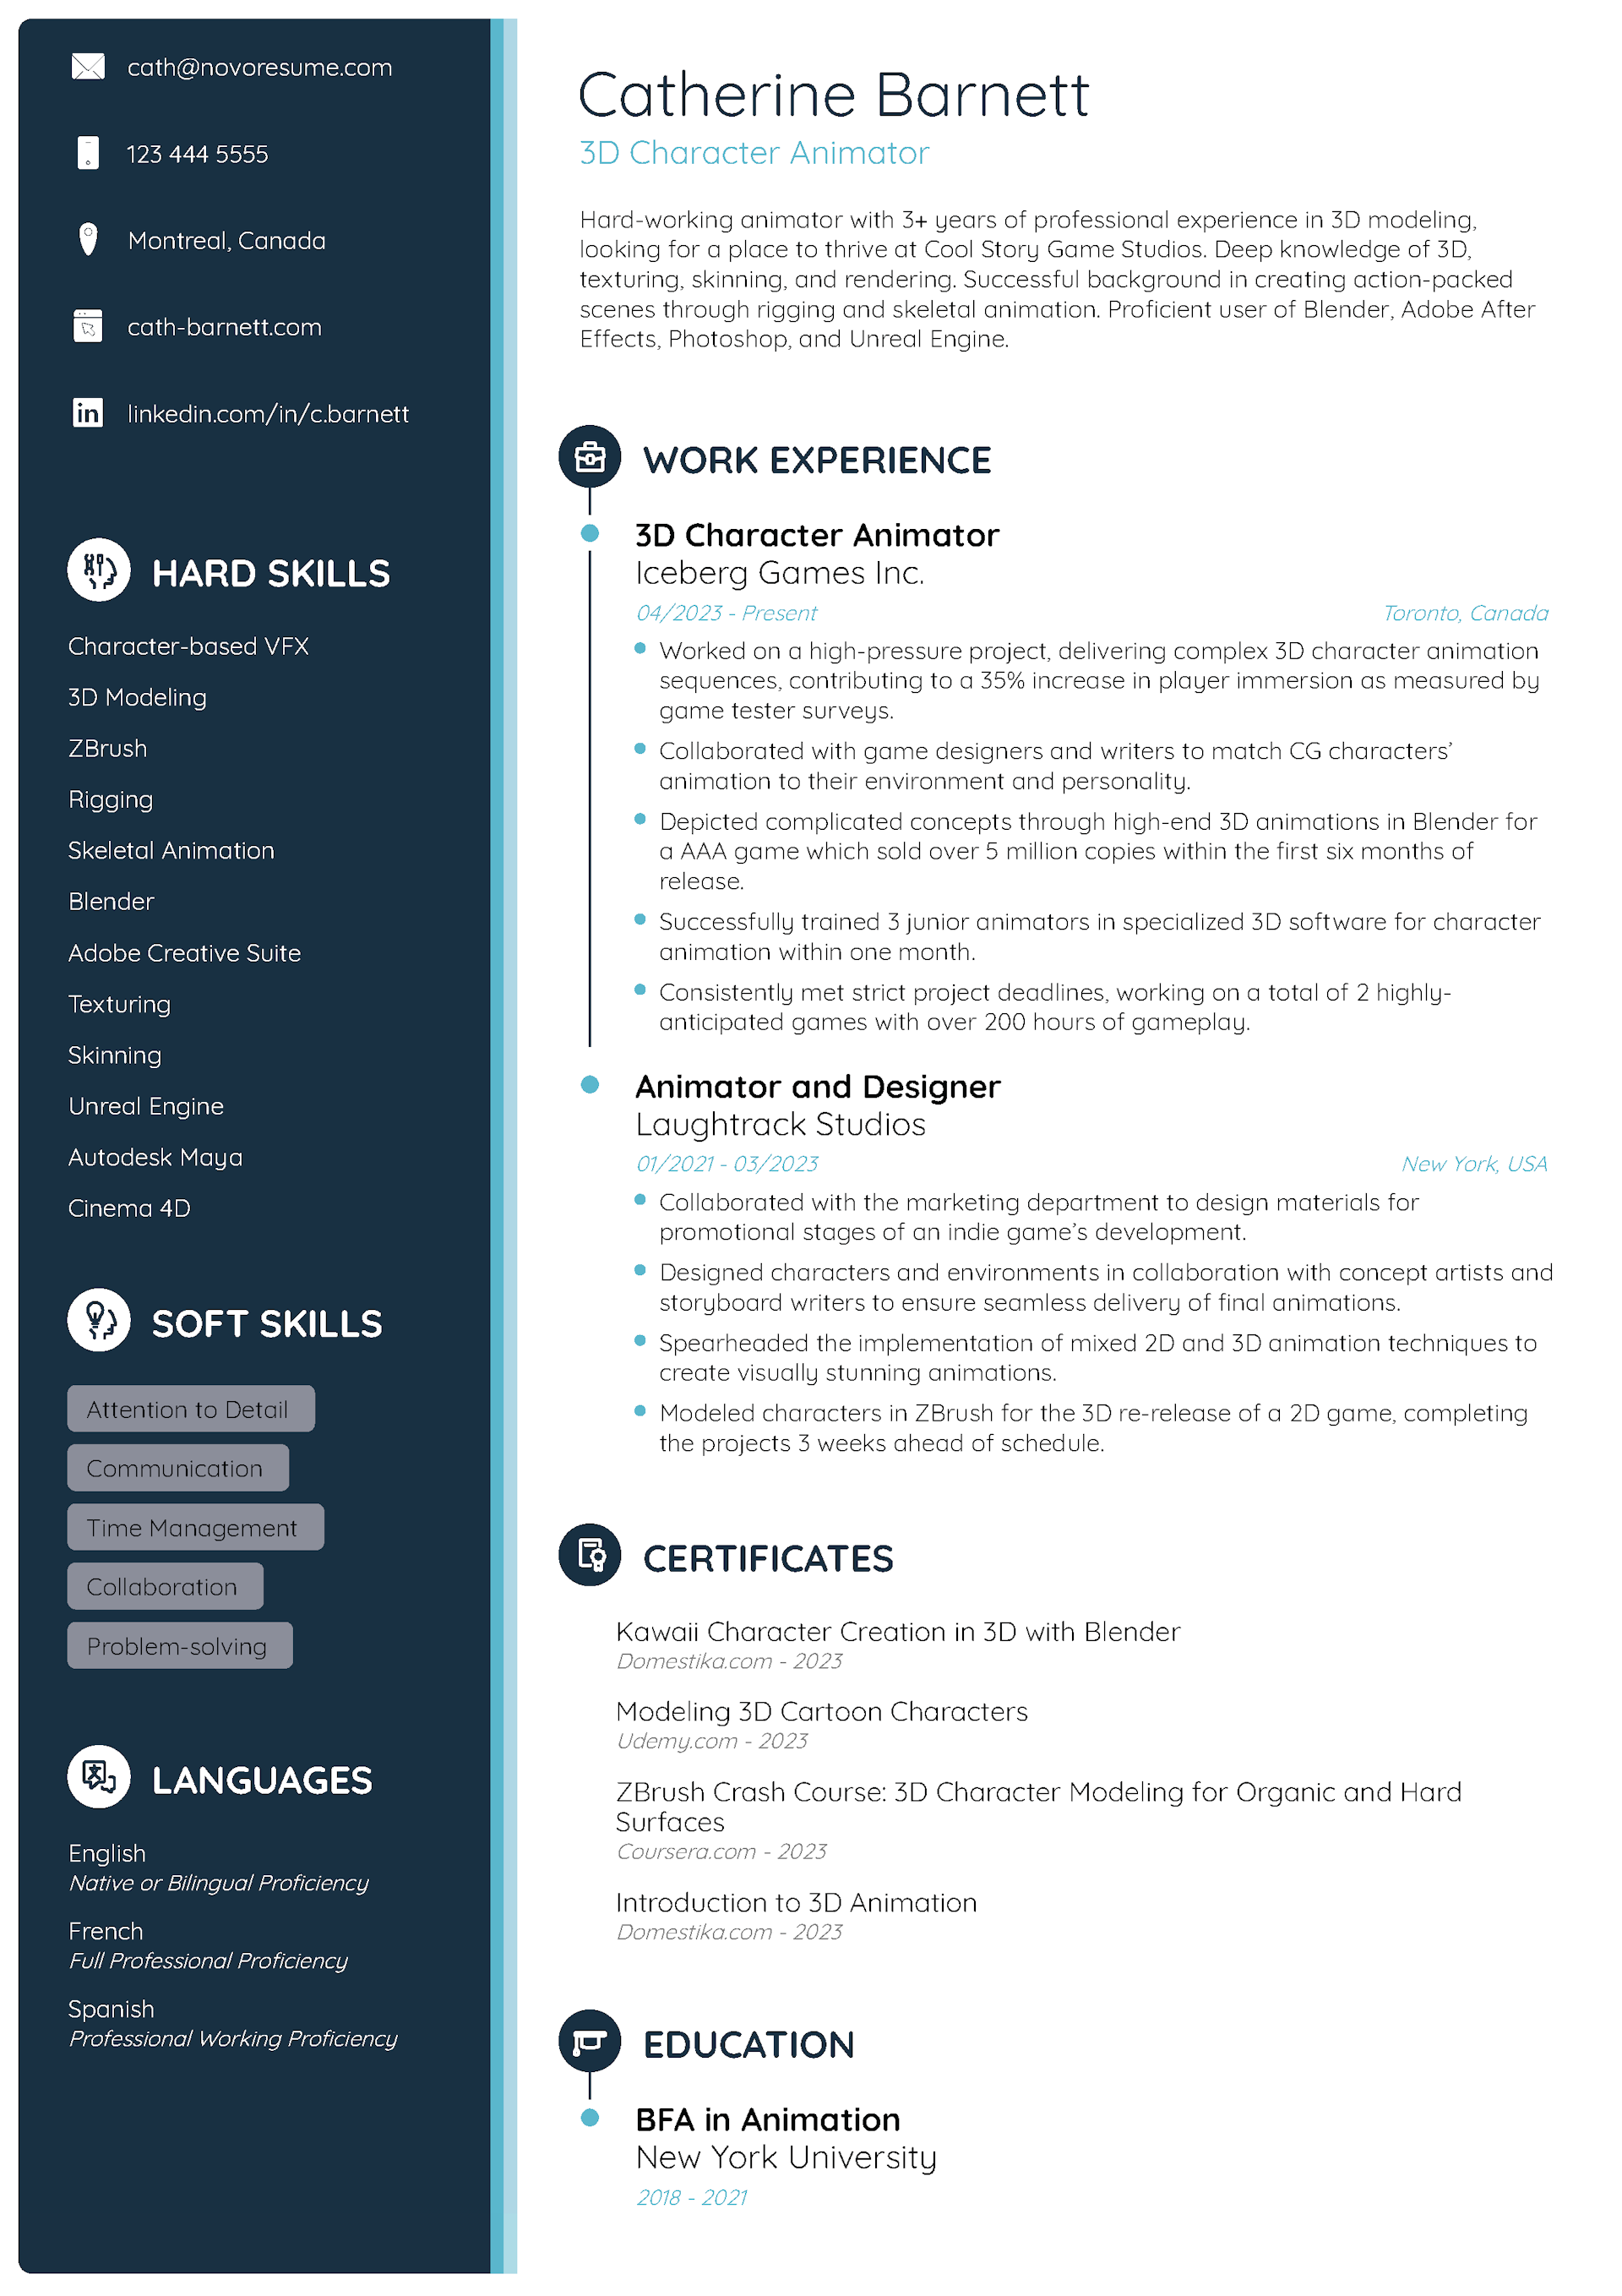 cath@novoresume.com
123 444 5555
Montreal, Canada
cath-barnett.com
in linkedin.com/in/c.barnett
HARD SKILLS
Character-based VFX
3D Modeling
ZBrush
Rigging
Skeletal Animation
Blender
Adobe Creative Suite
Texturing
Skinning
Unreal Engine
Autodesk Maya
Cinema 4D
SOFT SKILLS
Attention to Detail
Communication
Time Management
Collaboration
Problem-solving
LANGUAGES
English
Native or Bilingual Proficiency
French
Full Professional Proficiency
Spanish
Professional Working Proficiency
Catherine Barnett
3D Character Animator
Hard-working animator with 3+ years of professional experience in 3D modeling,
looking for a place to thrive at Cool Story Game Studios. Deep knowledge of 3D,
texturing, skinning, and rendering. Successful background in creating action-packed
scenes through rigging and skeletal animation. Proficient user of Blender, Adobe After
Effects, Photoshop, and Unreal Engine.
WORK EXPERIENCE
3D Character Animator
Iceberg Games Inc.
04/2023 - Present Toronto, Canada
Worked on a high-pressure project, delivering complex 3D character animation
sequences, contributing to a 35% increase in player immersion as measured by
game tester surveys.
Collaborated with game designers and writers to match CG characters’
animation to their environment and personality.
Depicted complicated concepts through high-end 3D animations in Blender for
a AAA game which sold over 5 million copies within the first six months of
release.
Successfully trained 3 junior animators in specialized 3D software for character
animation within one month.
Consistently met strict project deadlines, working on a total of 2 highly-
anticipated games with over 200 hours of gameplay.
Animator and Designer
Laughtrack Studios
01/2021 - 03/2023 New York, USA
Collaborated with the marketing department to design materials for
promotional stages of an indie game’s development.
Designed characters and environments in collaboration with concept artists and
storyboard writers to ensure seamless delivery of final animations.
Spearheaded the implementation of mixed 2D and 3D animation techniques to
create visually stunning animations.
Modeled characters in ZBrush for the 3D re-release of a 2D game, completing
the projects 3 weeks ahead of schedule.
CERTIFICATES
Kawaii Character Creation in 3D with Blender
Domestika.com - 2023
Modeling 3D Cartoon Characters
Udemy.com - 2023
ZBrush Crash Course: 3D Character Modeling for Organic and Hard
Surfaces
Coursera.com - 2023
Introduction to 3D Animation
Domestika.com - 2023
EDUCATION
BFA in Animation
New York University
2018 - 2021